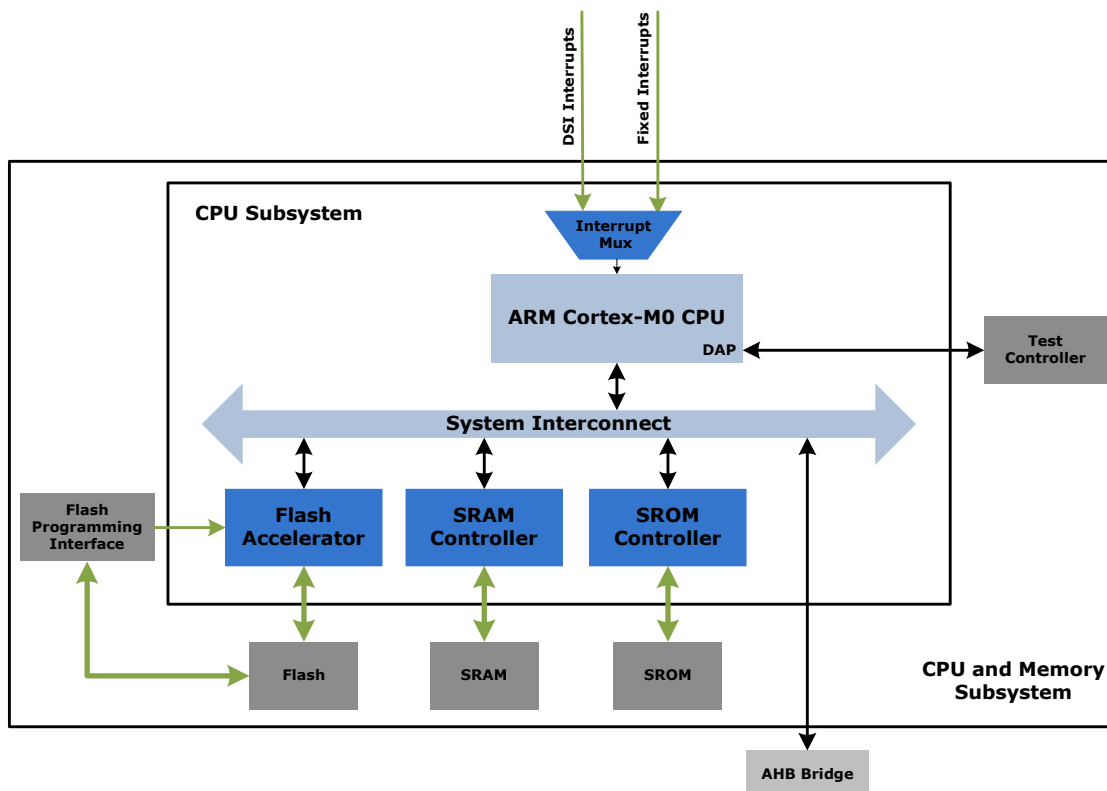 DSI Interrupts
Fixed Interrupts
CPU Subsystem
Interrupt
Mux
ARM Cortex-M0 CPU
DAP
Test
Controller
System Interconnect
Flash
Programming
Interface
Flash
Accelerator
SRAM
Controller
SROM
Controller
Flash
SRAM
SROM
CPU and Memory
Subsystem
AHB Bridge